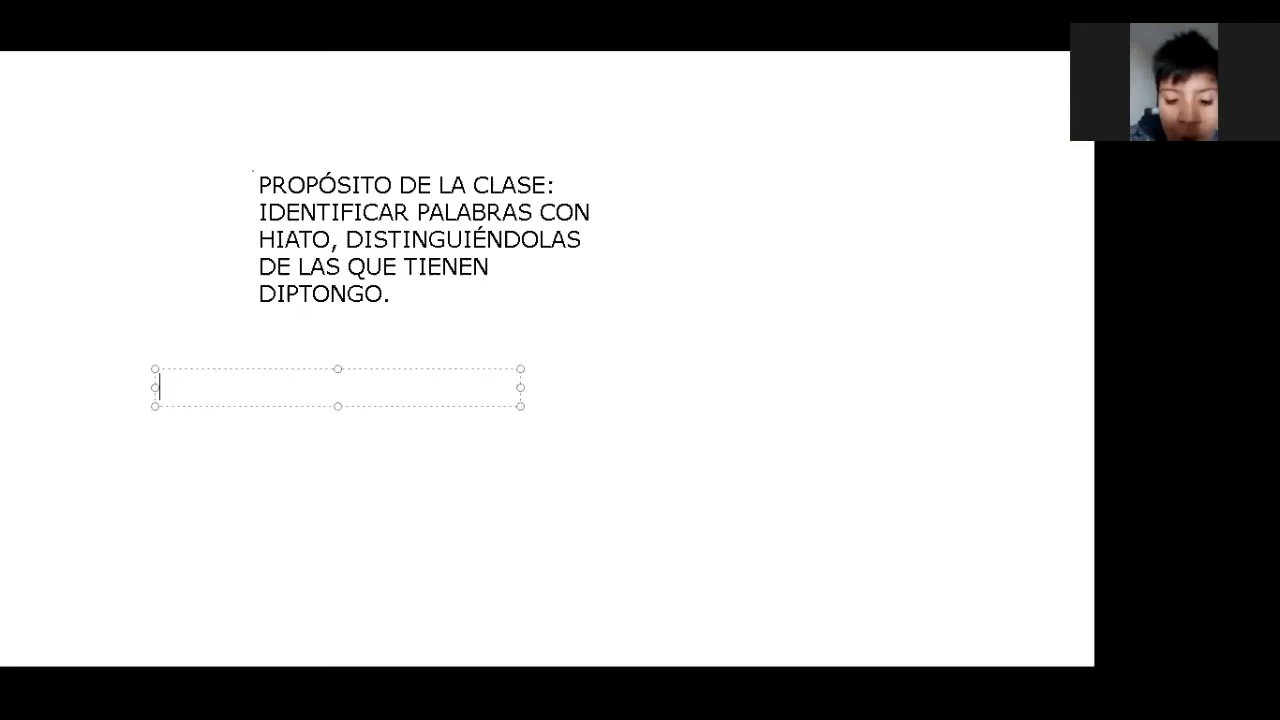 PROPÓSITO DE LA CLASE:
IDENTIFICAR PALABRAS CON
HIATO, DISTINGUIÉNDOLAS
DE LAS QUE TIENEN
DIPTONGO.